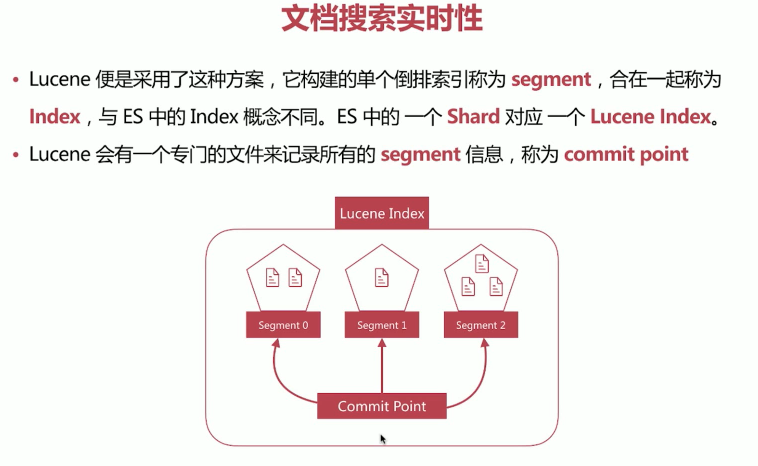 文档搜索实时性
• Lucene 便是采用了这种方案，它构建的单个倒排索引称为 segment，合在一起称为
Index，与 ES 中的 Index 概念不同。ES 中的 一个 Shard 对应 一个 Lucene Index。
• Lucene 会有一个专门的文件来记录所有的 segment 信息，称为 commit point
Lucene Index
Segment 0
Segment 1
Segment 2
Commit Point